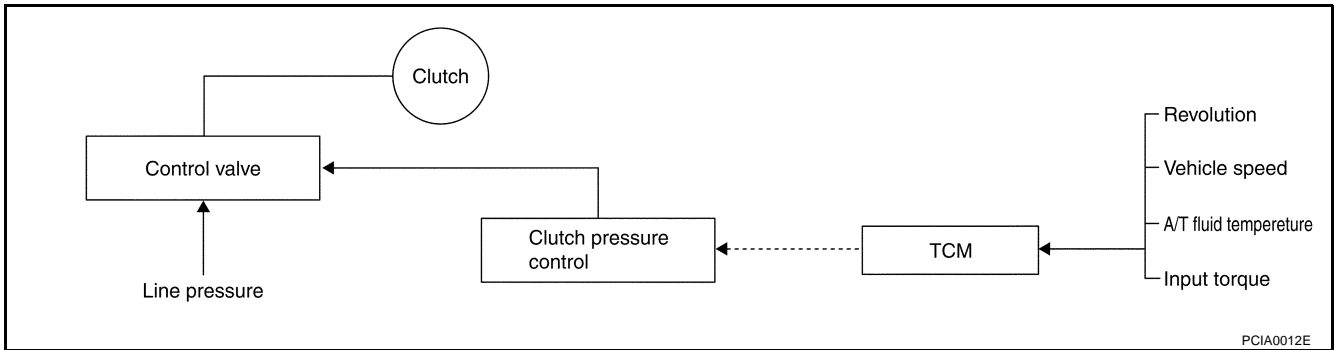 Clutch
Control valve
Line pressure
Clutch pressure
control
TCM
Revolution
Vehicle speed
A/T fluid tempereture
Input torque
PCIA0012E